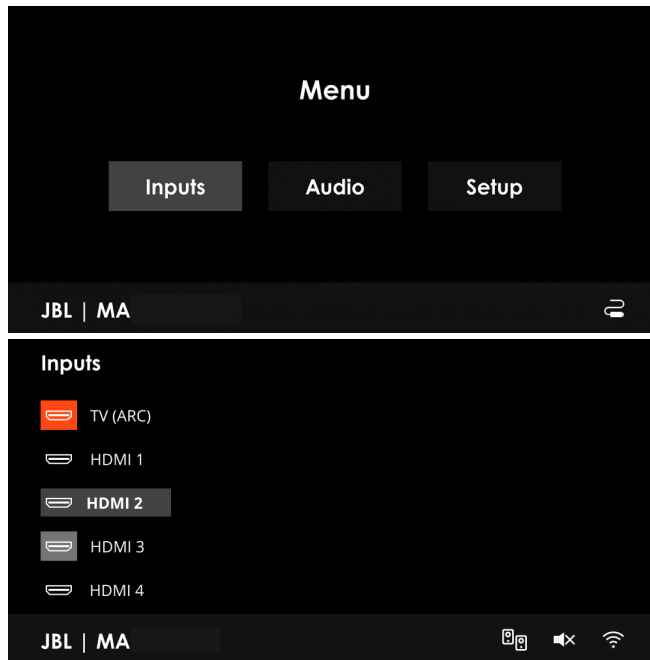 Menu
Inputs Audio Setup
JBL | MA
Inputs
TV (ARC)
HDMI 1
HDMI 2
HDMI 3
HDMI 4
JBL | MA